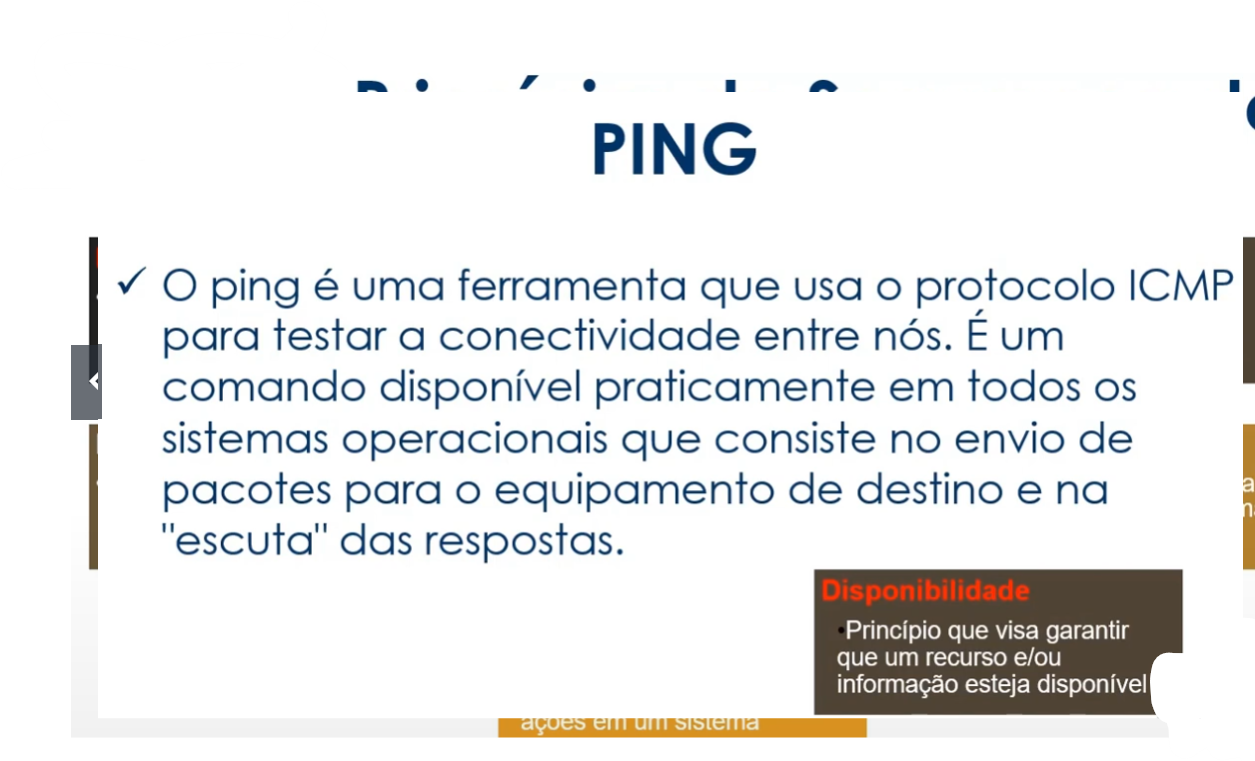 PING
✓ O ping é uma ferramenta que usa o protocolo ICMP
para testar a conectividade entre nós. É um
comando disponível praticamente em todos os
sistemas operacionais que consiste no envio de
pacotes para o equipamento de destino e na
"escuta" das respostas.
Disponibilidade
•Princípio que visa garantir
que um recurso e/ou
informação esteja disponível
ações em um sistema